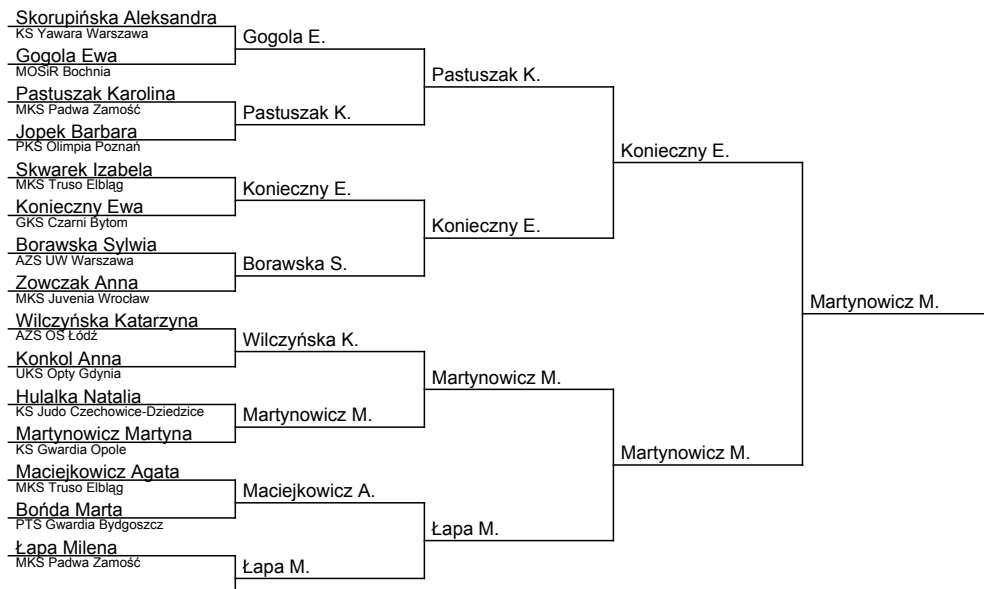 Skorupińska Aleksandra
KS Yawara Warszawa
Gogola E.
Gogola Ewa
MOSiR Bochnia
Pastuszak K.
Pastuszak Karolina
MKS Padwa Zamość
Pastuszak K.
Jopek Barbara
PKS Olimpia Poznań
Konieczny E.
Skwarek Izabela
MKS Truso Elbląg
Konieczny E.
Konieczny Ewa
GKS Czarni Bytom
Konieczny E.
Borawska Sylwia
AZS UW Warszawa
Borawska S.
Zowczak Anna
MKS Juvenia Wrocław
Martynowicz M.
Wilczyńska Katarzyna
AZS OŚ Łódź
Wilczyńska K.
Konkol Anna
UKS Opty Gdynia
Martynowicz M.
Hulalka Natalia
KS Judo Czechowice-Dziedzice
Martynowicz M.
Martynowicz Martyna
KS Gwardia Opole
Martynowicz M.
Maciejkowicz Agata
MKS Truso Elbląg
Maciejkowicz A.
Bońda Marta
PTS Gwardia Bydgoszcz
Łapa M.
Łapa Milena
MKS Padwa Zamość
Łapa M.